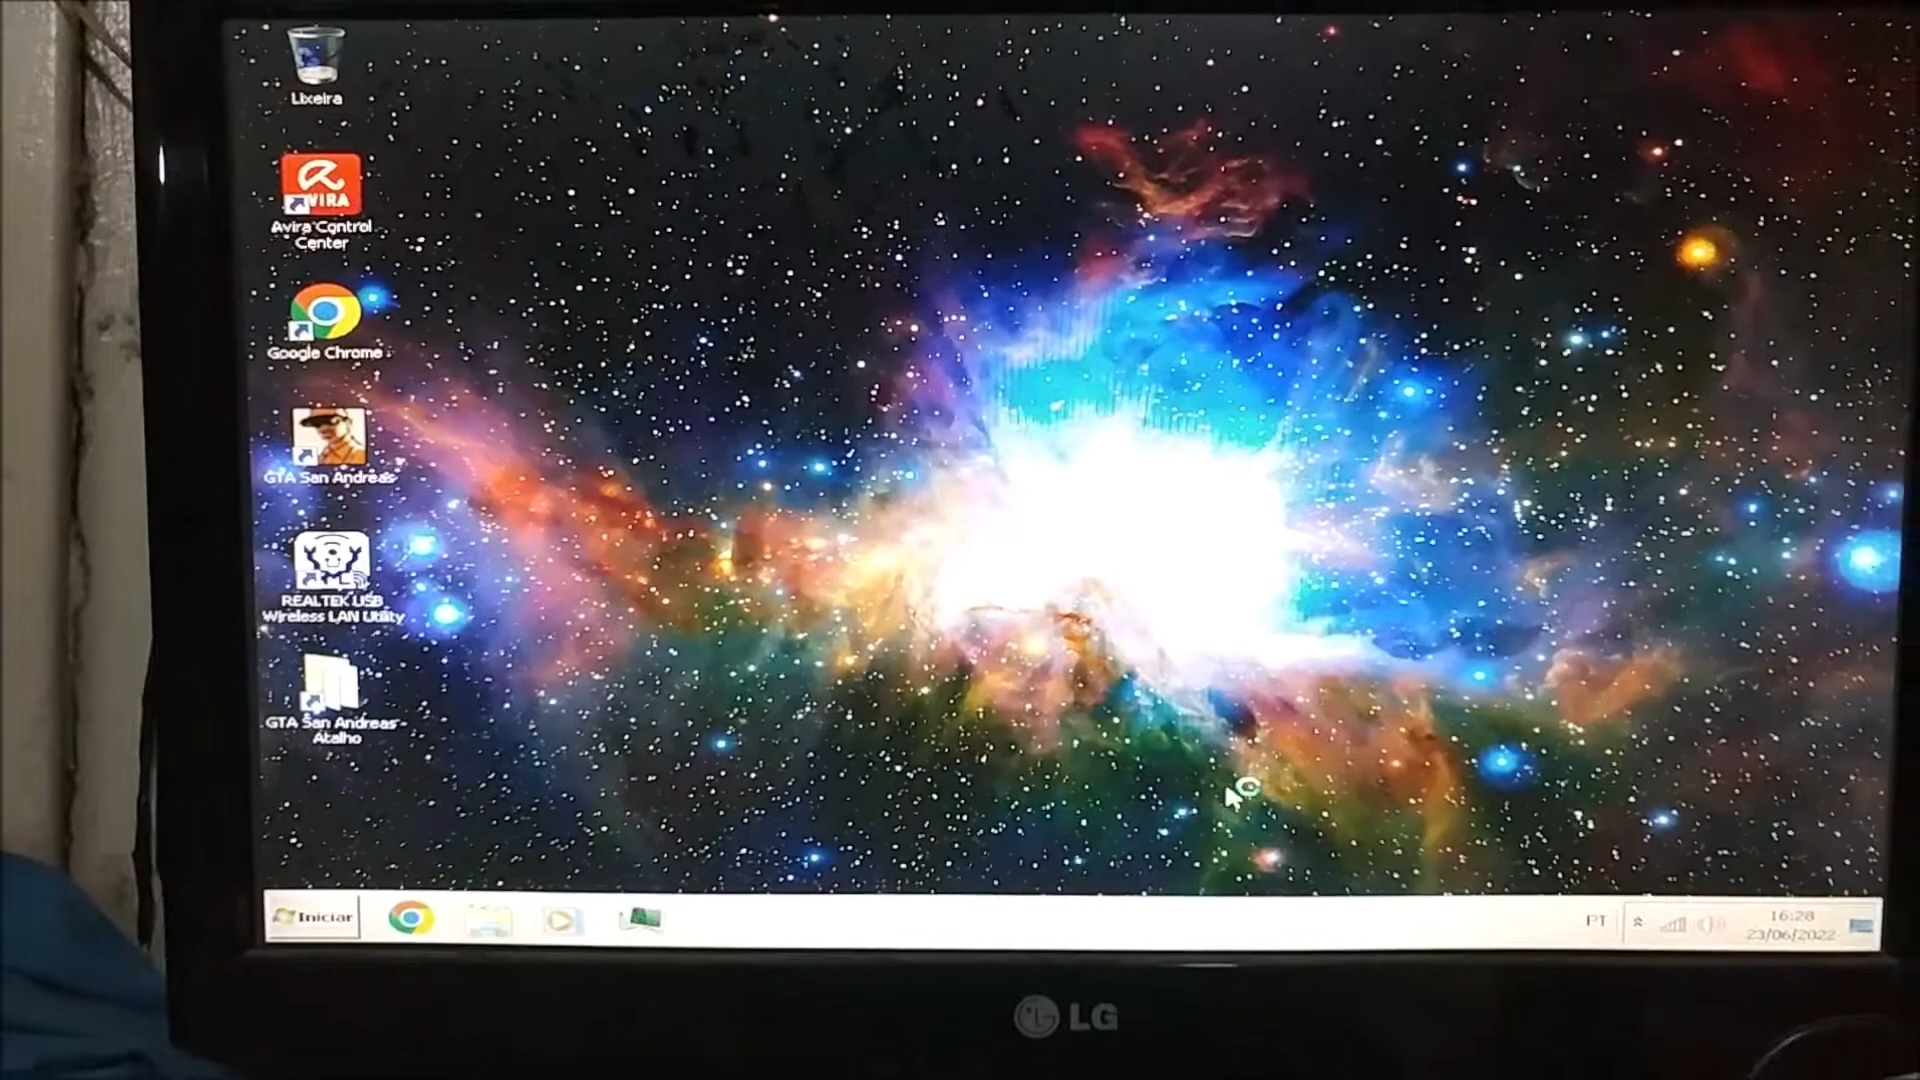 Lixeira
AVIRA
Avira Control
Center
Google Chrome
GTA San Andreas
REALTEK USB
Wireless LAN Utility
GTA San Andreas -
Atalho
Iniciar
PT
16:28
23/06/2022
LG